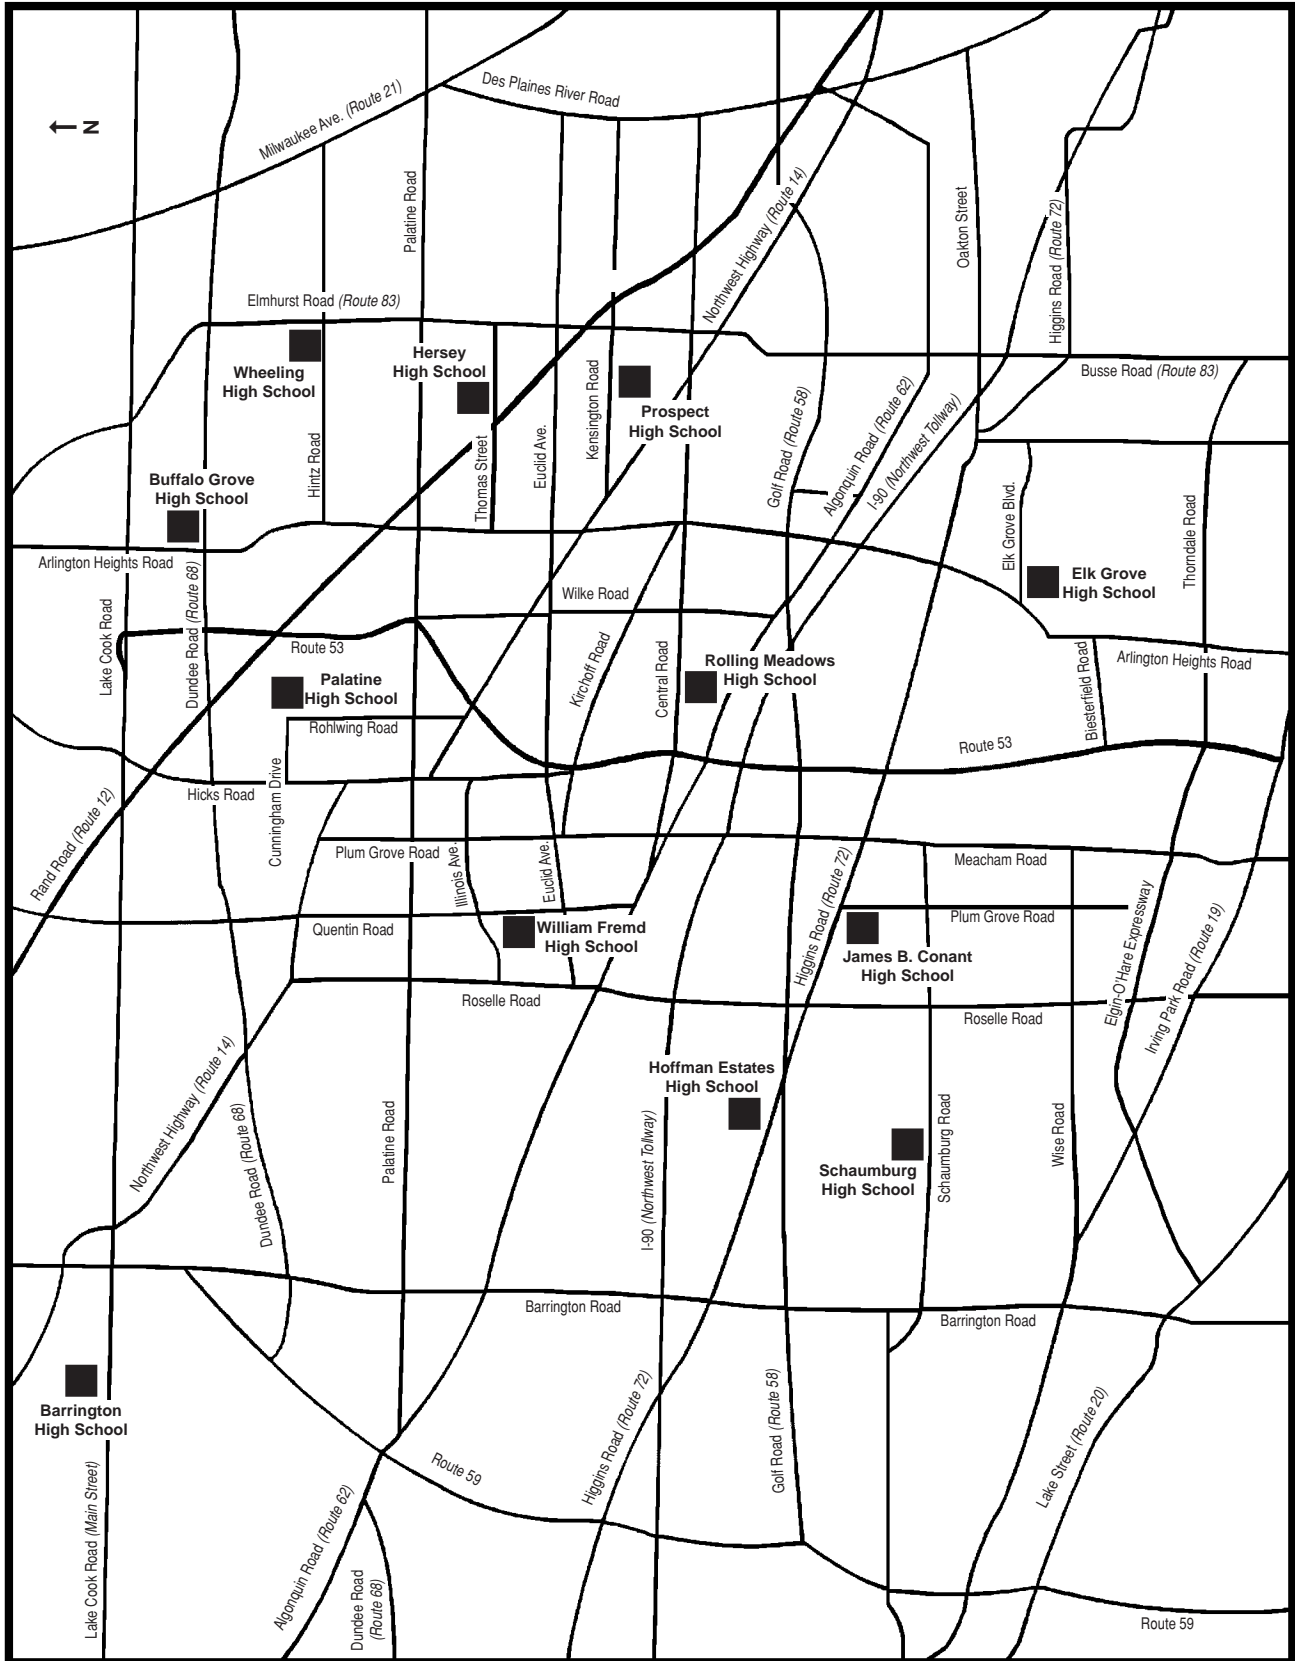 Milwaukee Ave. (Route 21)
Des Plaines River Road
N
Palatine Road
Northwest Highway (Route 14)
Oakton Street
Higgins Road (Route 72)
Elmhurst Road (Route 83)
Wheeling
High School
Hersey
High School
Prospect
High School
Busse Road (Route 83)
Kensington Road
Golf Road (Route 58)
Algonquin Road (Route 62)
I-90 (Northwest Tollway)
Hintz Road
Thomas Street
Euclid Ave.
Buffalo Grove
High School
Elk Grove Blvd.
Thorndale Road
Arlington Heights Road
Elk Grove
High School
Lake Cook Road
Dundee Road (Route 68)
Wilke Road
Route 53
Kirchoff Road
Central Road
Rolling Meadows
High School
Biesterfield Road
Arlington Heights Road
Palatine
High School
Rohlwing Road
Route 53
Hicks Road
Cunningham Drive
Rand Road (Route 12)
Plum Grove Road
Illinois Ave.
Euclid Ave.
Meacham Road
Higgins Road (Route 72)
Quentin Road
William Fremd
High School
Plum Grove Road
James B. Conant
High School
Elgin-O'Hare Expressway
Irving Park Road (Route 19)
Roselle Road
Roselle Road
Northwest Highway (Route 14)
Dundee Road (Route 68)
Palatine Road
Hoffman Estates
High School
I-90 (Northwest Tollway)
Schaumburg
High School
Schaumburg Road
Wise Road
Barrington Road
Barrington Road
Barrington
High School
Higgins Road (Route 72)
Golf Road (Route 58)
Lake Street (Route 20)
Route 59
Lake Cook Road (Main Street)
Algonquin Road (Route 62)
Dundee Road
(Route 68)
Route 59